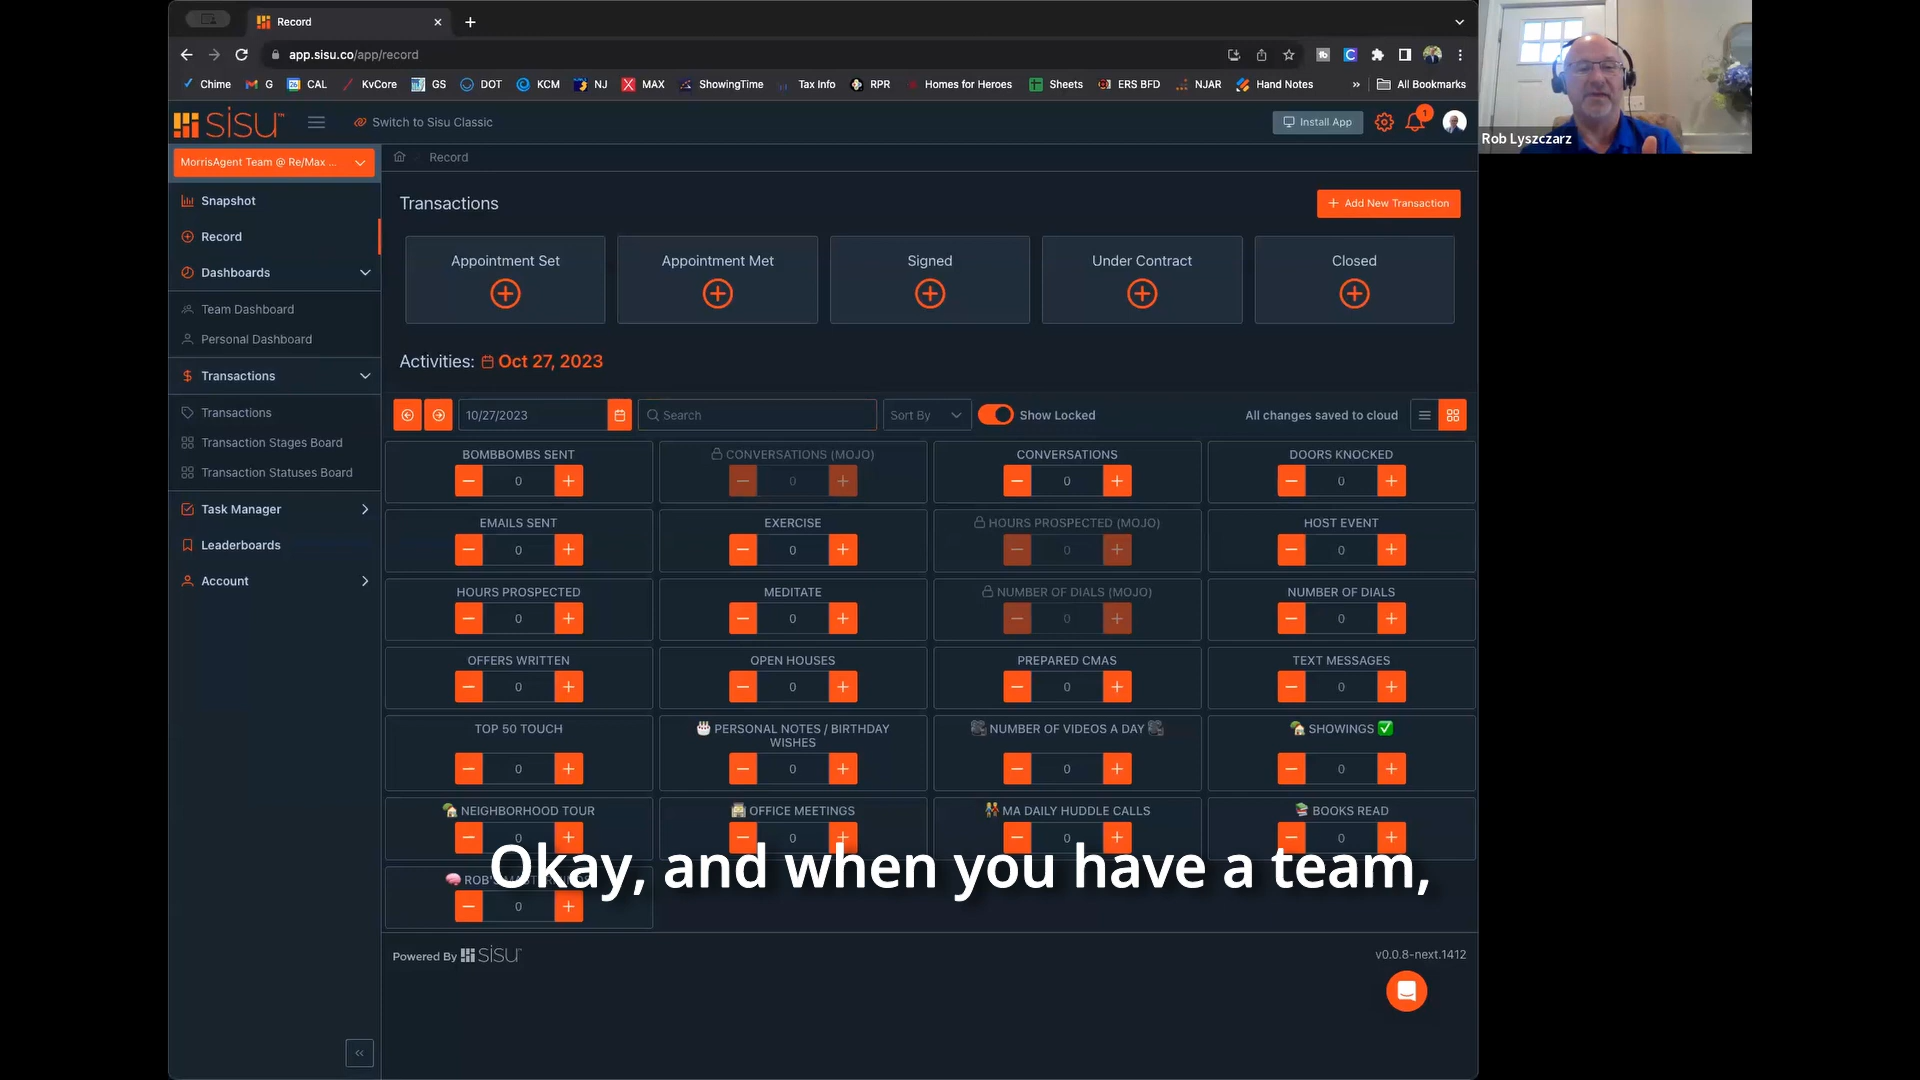 Record
app.sisu.co/app/record
Chime
G
CAL
KvCore
GS
DOT
KCM
NJ
MAX
ShowingTime
Tax Info
RPR
Homes for Heroes
Sheets
ERS BFD
NJAR
Hand Notes
»
All Bookmarks
sisu
Switch to Sisu Classic
Install App
1
Rob Lyszczarz
MorrisAgent Team @ Re/Max ...
Record
Snapshot
Record
Dashboards
Team Dashboard
Personal Dashboard
Transactions
Transactions
Transaction Stages Board
Transaction Statuses Board
Task Manager
Leaderboards
Account
Transactions
+ Add New Transaction
Appointment Set
Appointment Met
Signed
Under Contract
Closed
Activities: Oct 27, 2023
10/27/2023
Search
Sort By
Show Locked
All changes saved to cloud
BOMBBOMBS SENT
CONVERSATIONS (MOJO)
CONVERSATIONS
DOORS KNOCKED
0 0 0 0
EMAILS SENT
EXERCISE
HOURS PROSPECTED (MOJO)
HOST EVENT
0 0 0 0
HOURS PROSPECTED
MEDITATE
NUMBER OF DIALS (MOJO)
NUMBER OF DIALS
0 0 0 0
OFFERS WRITTEN
OPEN HOUSES
PREPARED CMAS
TEXT MESSAGES
0 0 0 0
TOP 50 TOUCH
🎂 PERSONAL NOTES / BIRTHDAY
WISHES
🎥 NUMBER OF VIDEOS A DAY 🎥
🏡 SHOWINGS ✅
0 0 0 0
🏡 NEIGHBORHOOD TOUR
🏫 OFFICE MEETINGS
👫 MA DAILY HUDDLE CALLS
📚 BOOKS READ
0 0 0 0
Okay, and when you have a team,
🧠 ROB'S
0
Powered By sisu
v0.0.8-next.1412